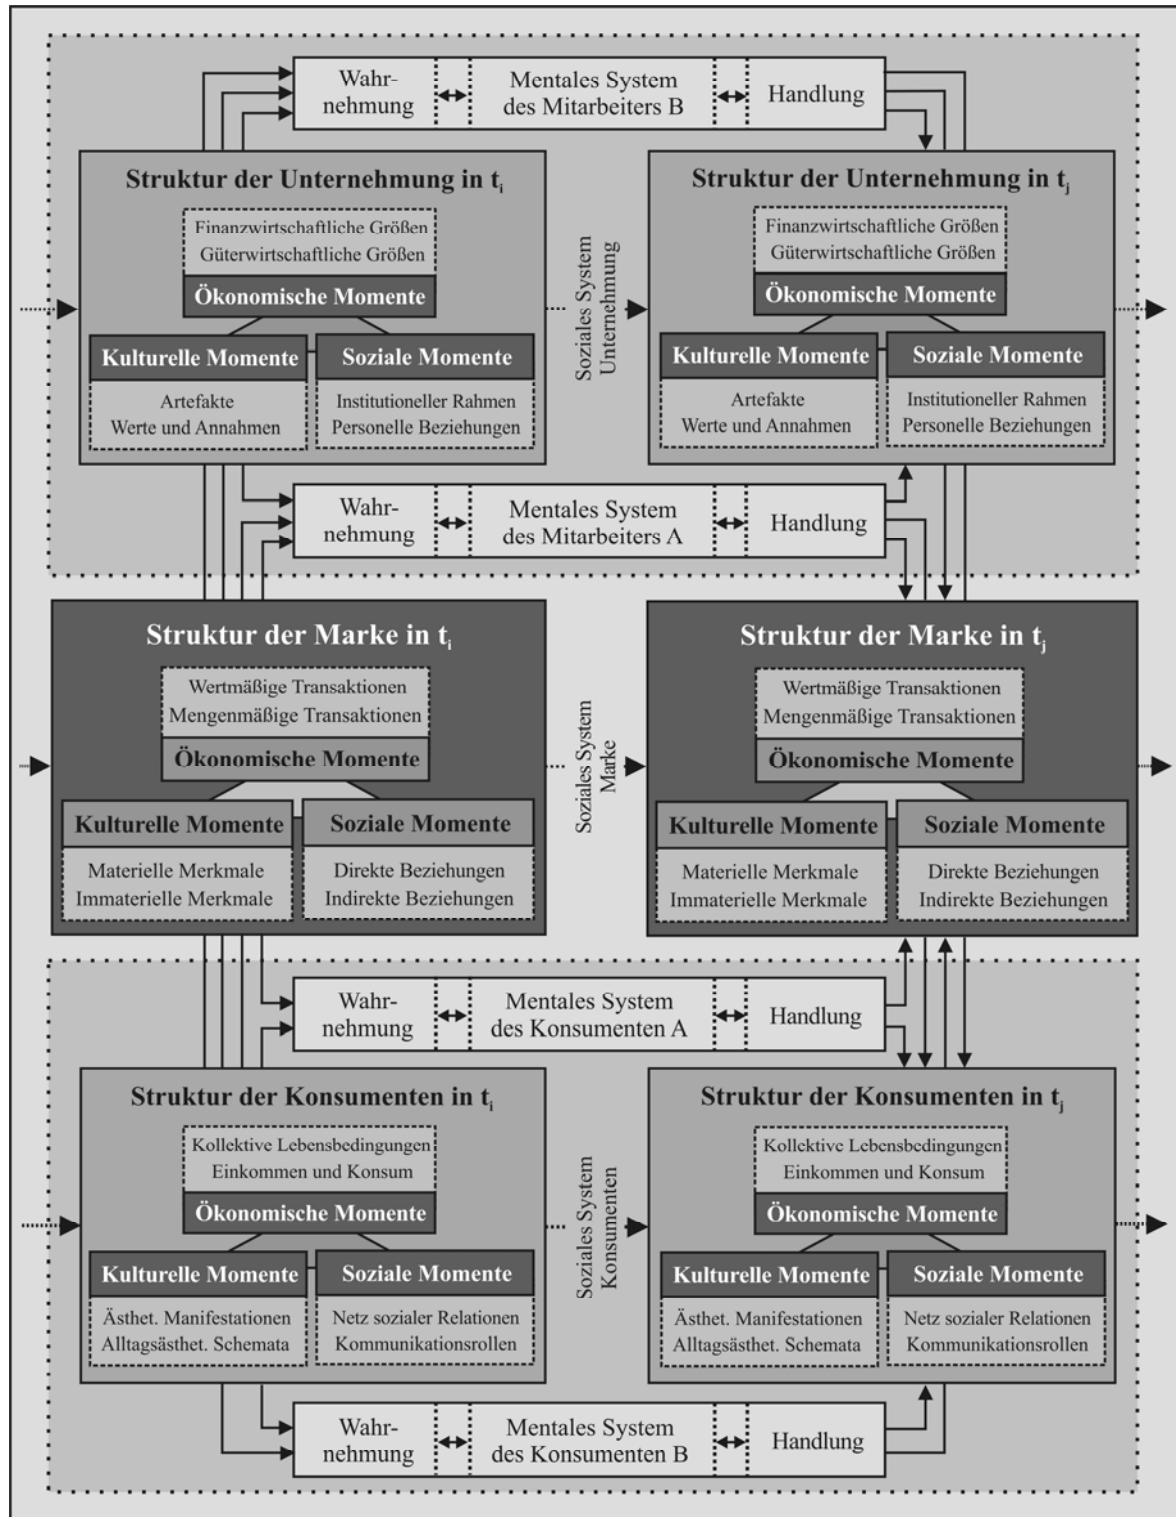 Wahr-
nehmung
Mentales System
des Mitarbeiters B
Handlung
Struktur der Unternehmung in tᵢ
Finanzwirtschaftliche Größen
Güterwirtschaftliche Größen
Ökonomische Momente
Kulturelle Momente
Soziale Momente
Artefakte
Werte und Annahmen
Institutioneller Rahmen
Personelle Beziehungen
Soziales System
Unternehmung
Struktur der Unternehmung in tⱼ
Finanzwirtschaftliche Größen
Güterwirtschaftliche Größen
Ökonomische Momente
Kulturelle Momente
Soziale Momente
Artefakte
Werte und Annahmen
Institutioneller Rahmen
Personelle Beziehungen
Wahr-
nehmung
Mentales System
des Mitarbeiters A
Handlung
Struktur der Marke in tᵢ
Wertmäßige Transaktionen
Mengenmäßige Transaktionen
Ökonomische Momente
Kulturelle Momente
Soziale Momente
Materielle Merkmale
Immaterielle Merkmale
Direkte Beziehungen
Indirekte Beziehungen
Soziales System
Marke
Struktur der Marke in tⱼ
Wertmäßige Transaktionen
Mengenmäßige Transaktionen
Ökonomische Momente
Kulturelle Momente
Soziale Momente
Materielle Merkmale
Immaterielle Merkmale
Direkte Beziehungen
Indirekte Beziehungen
Wahr-
nehmung
Mentales System
des Konsumenten A
Handlung
Struktur der Konsumenten in tᵢ
Kollektive Lebensbedingungen
Einkommen und Konsum
Ökonomische Momente
Kulturelle Momente
Soziale Momente
Ästhet. Manifestationen
Alltagsästhet. Schemata
Netz sozialer Relationen
Kommunikationsrollen
Soziales System
Konsumenten
Struktur der Konsumenten in tⱼ
Kollektive Lebensbedingungen
Einkommen und Konsum
Ökonomische Momente
Kulturelle Momente
Soziale Momente
Ästhet. Manifestationen
Alltagsästhet. Schemata
Netz sozialer Relationen
Kommunikationsrollen
Wahr-
nehmung
Mentales System
des Konsumenten B
Handlung